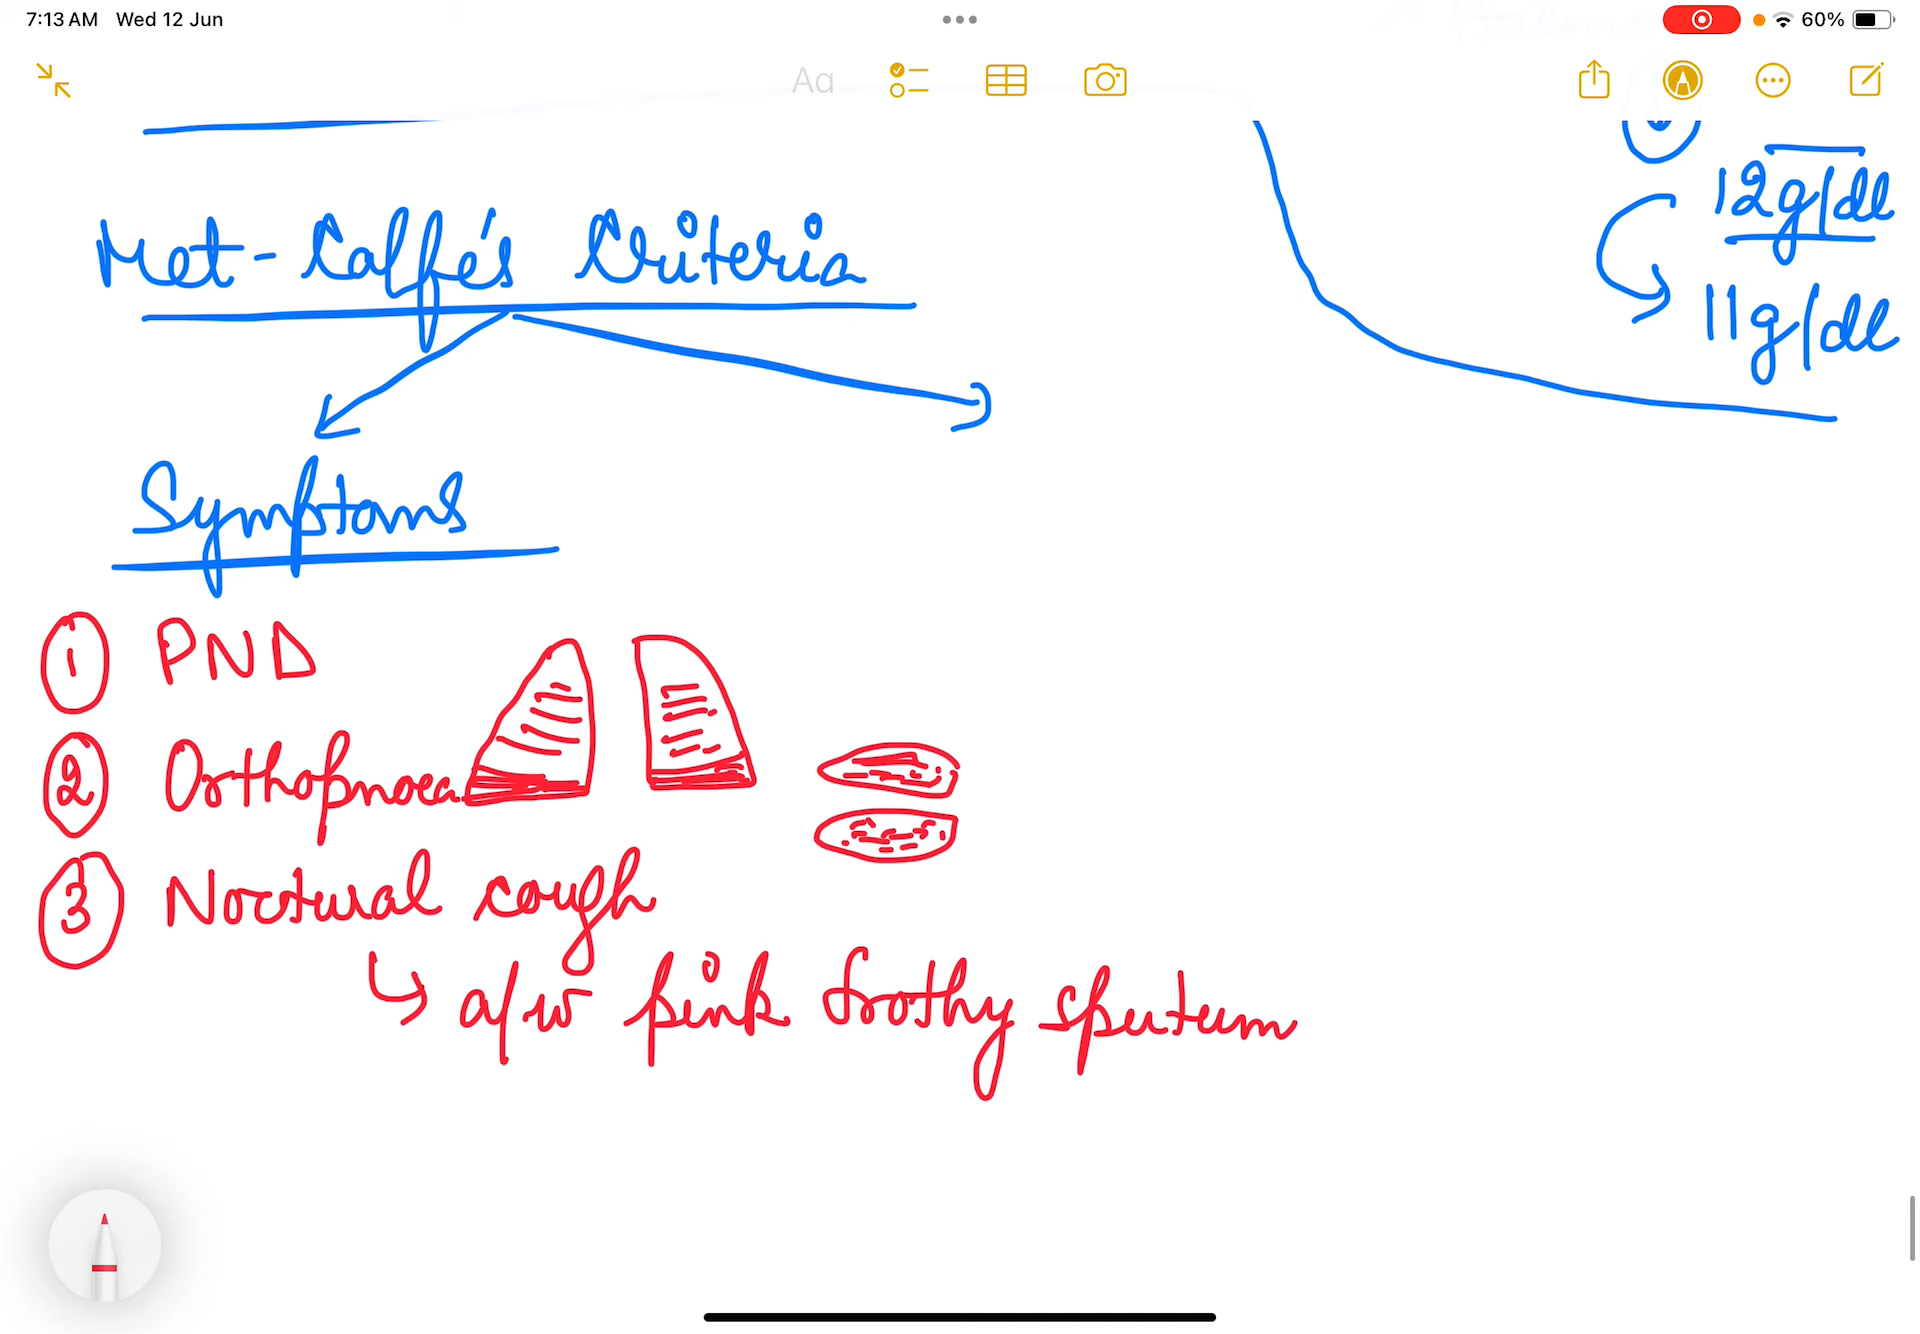 7:13 AM Wed 12 Jun
60%
Aa
12g/dl
11g/dl
Met-Calffe's Criteria
Symptoms
1 PND
2 Orthopnoea
3 Noctural cough
a/w pink frothy sputum